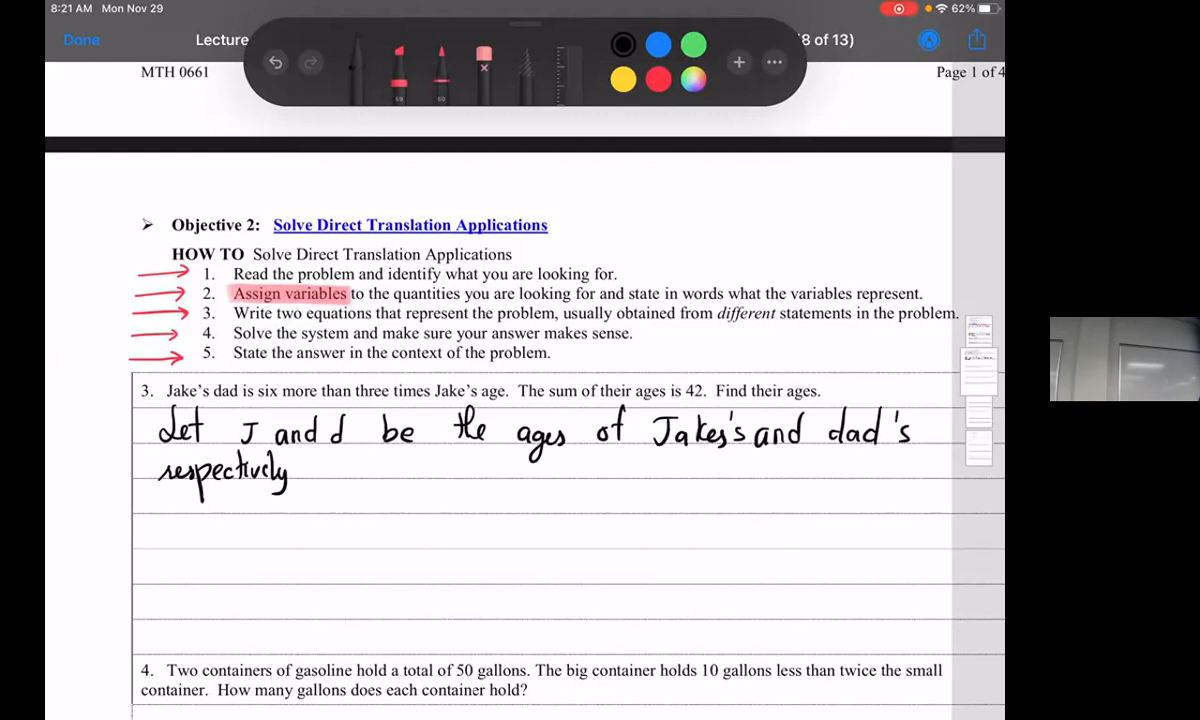 8:21 AM Mon Nov 29
62%
Done
Lecture
8 of 13)
MTH 0661
Page 1 of 4
➢ Objective 2: Solve Direct Translation Applications
HOW TO Solve Direct Translation Applications
1. Read the problem and identify what you are looking for.
2. Assign variables to the quantities you are looking for and state in words what the variables represent.
3. Write two equations that represent the problem, usually obtained from different statements in the problem.
4. Solve the system and make sure your answer makes sense.
5. State the answer in the context of the problem.
3. Jake's dad is six more than three times Jake's age. The sum of their ages is 42. Find their ages.
Let J and d be the ages of Jakes's and dad's
respectively
4. Two containers of gasoline hold a total of 50 gallons. The big container holds 10 gallons less than twice the small
container. How many gallons does each container hold?